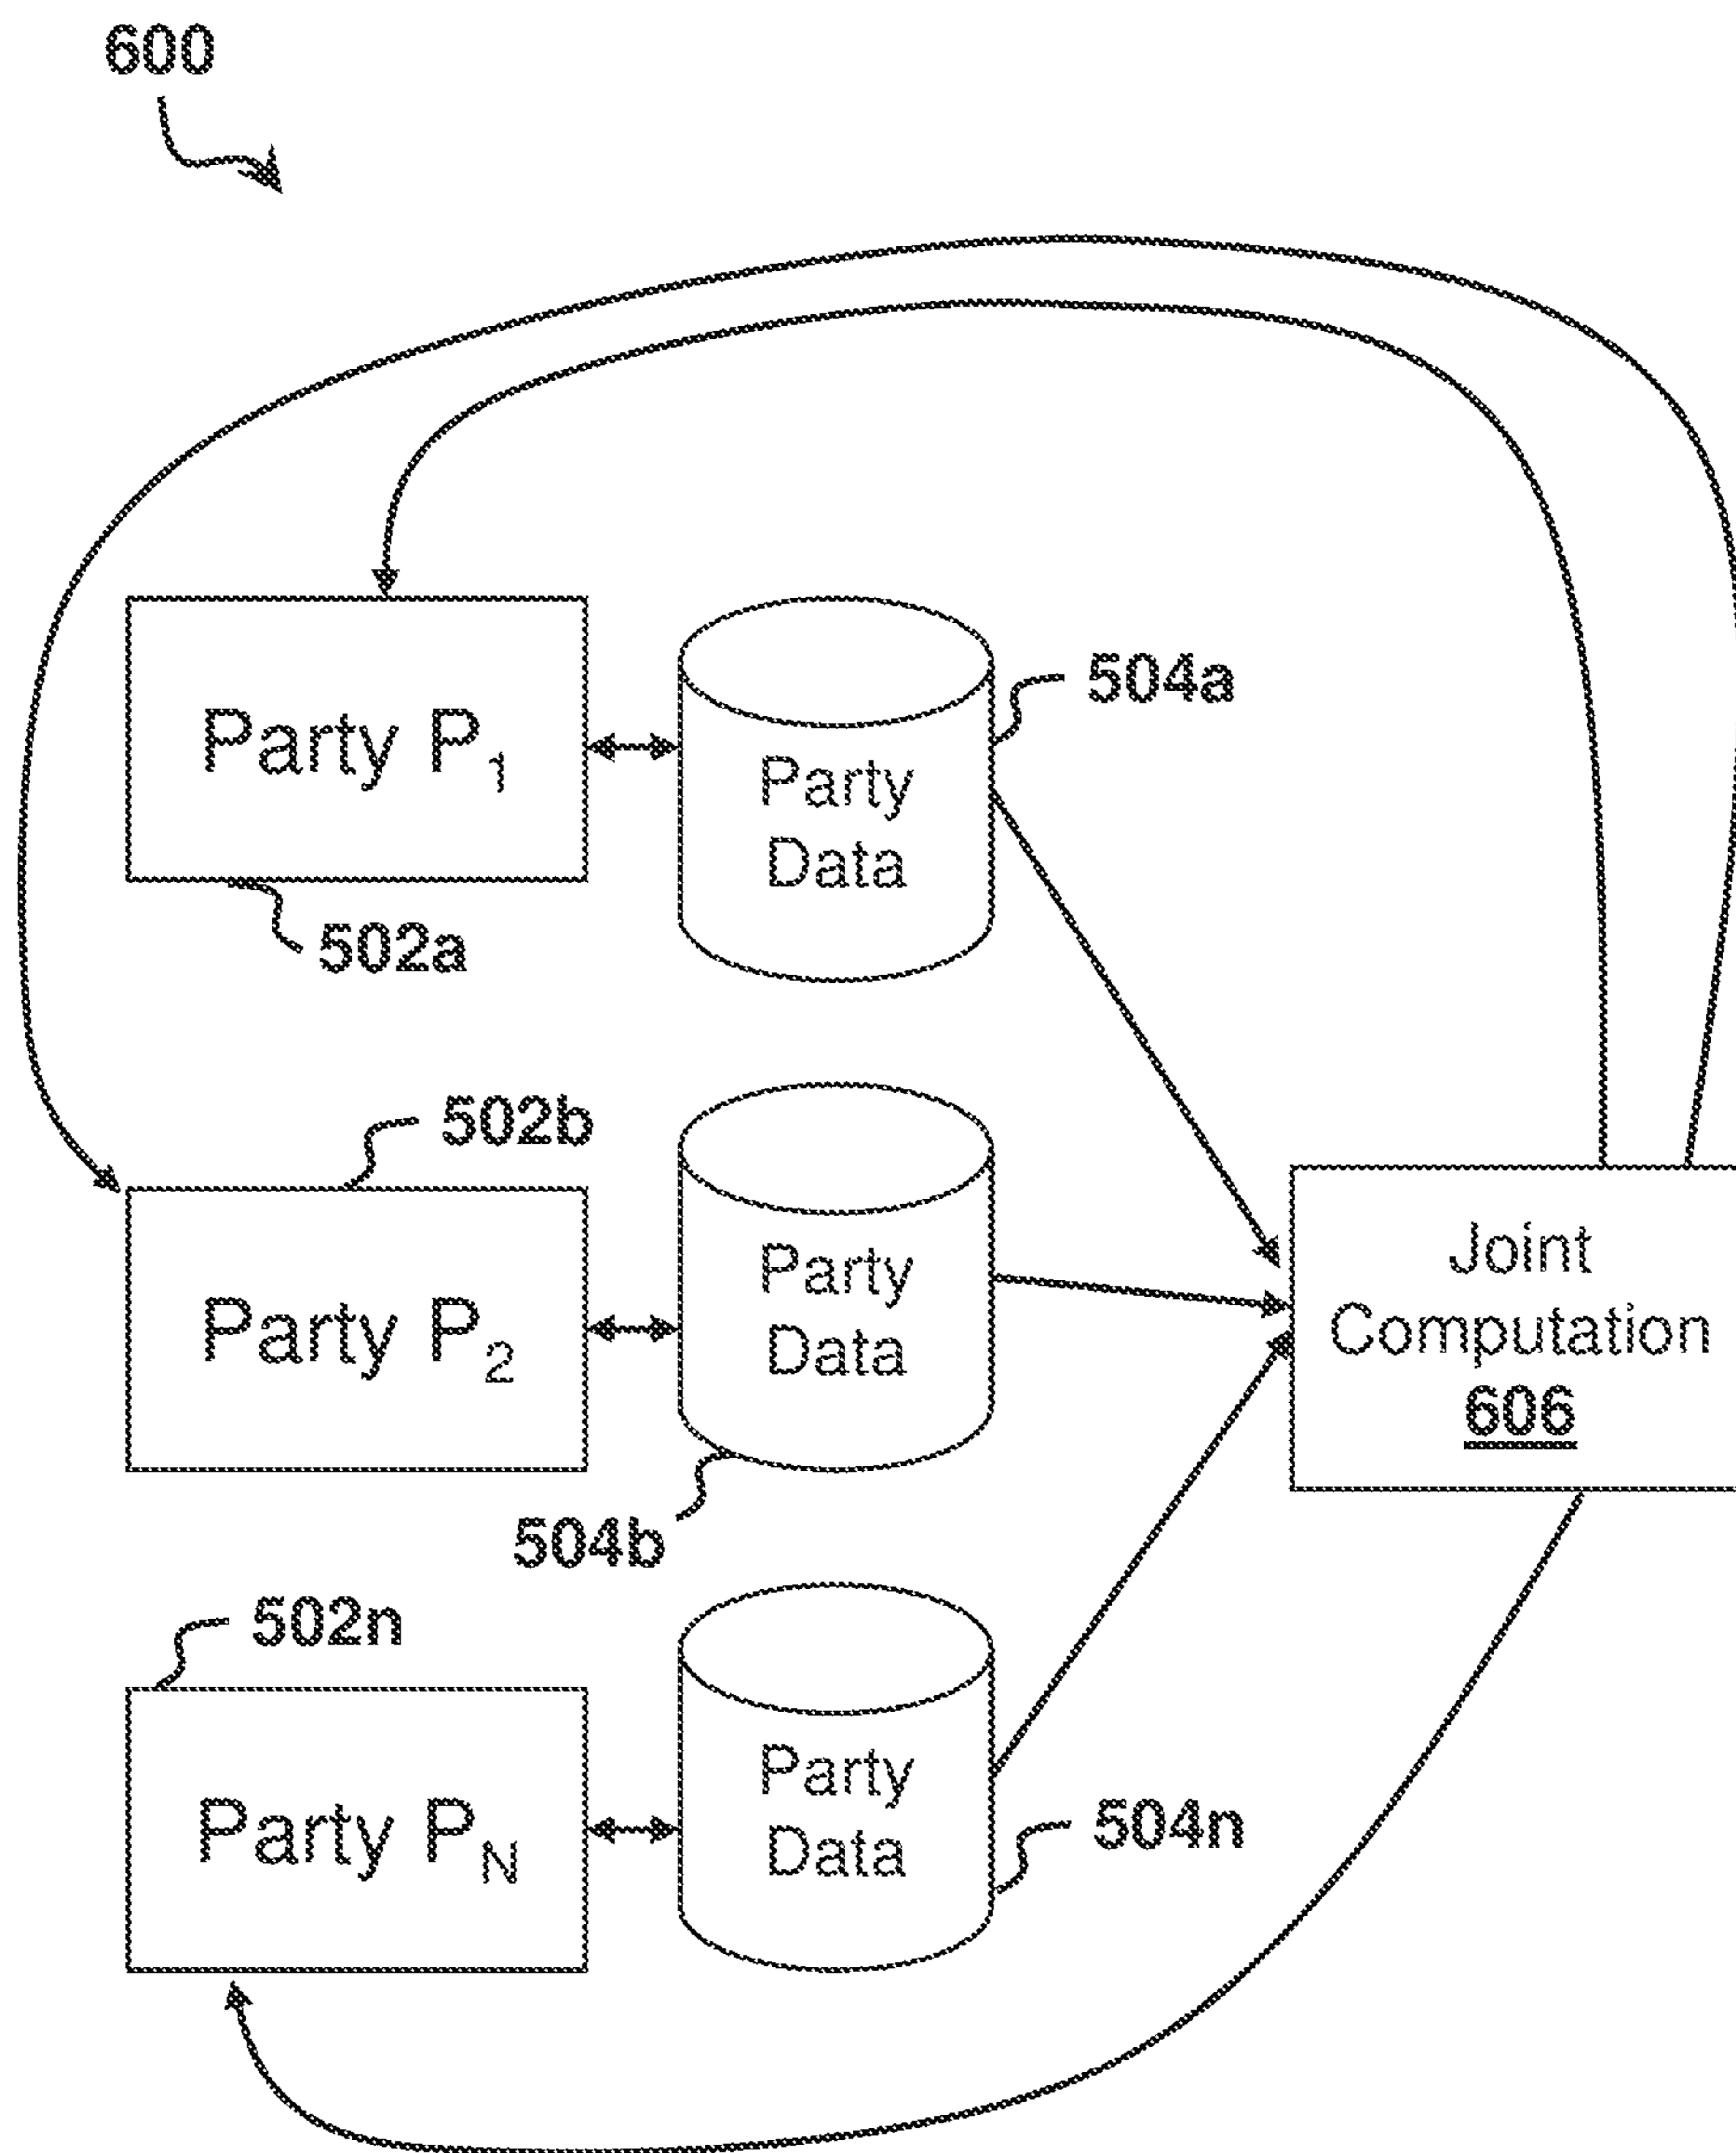 600
Party P₁
Party
Data
504a
502a
502b
Party P₂
Party
Data
504b
Joint
Computation
606
502n
Party P_N
Party
Data
504n